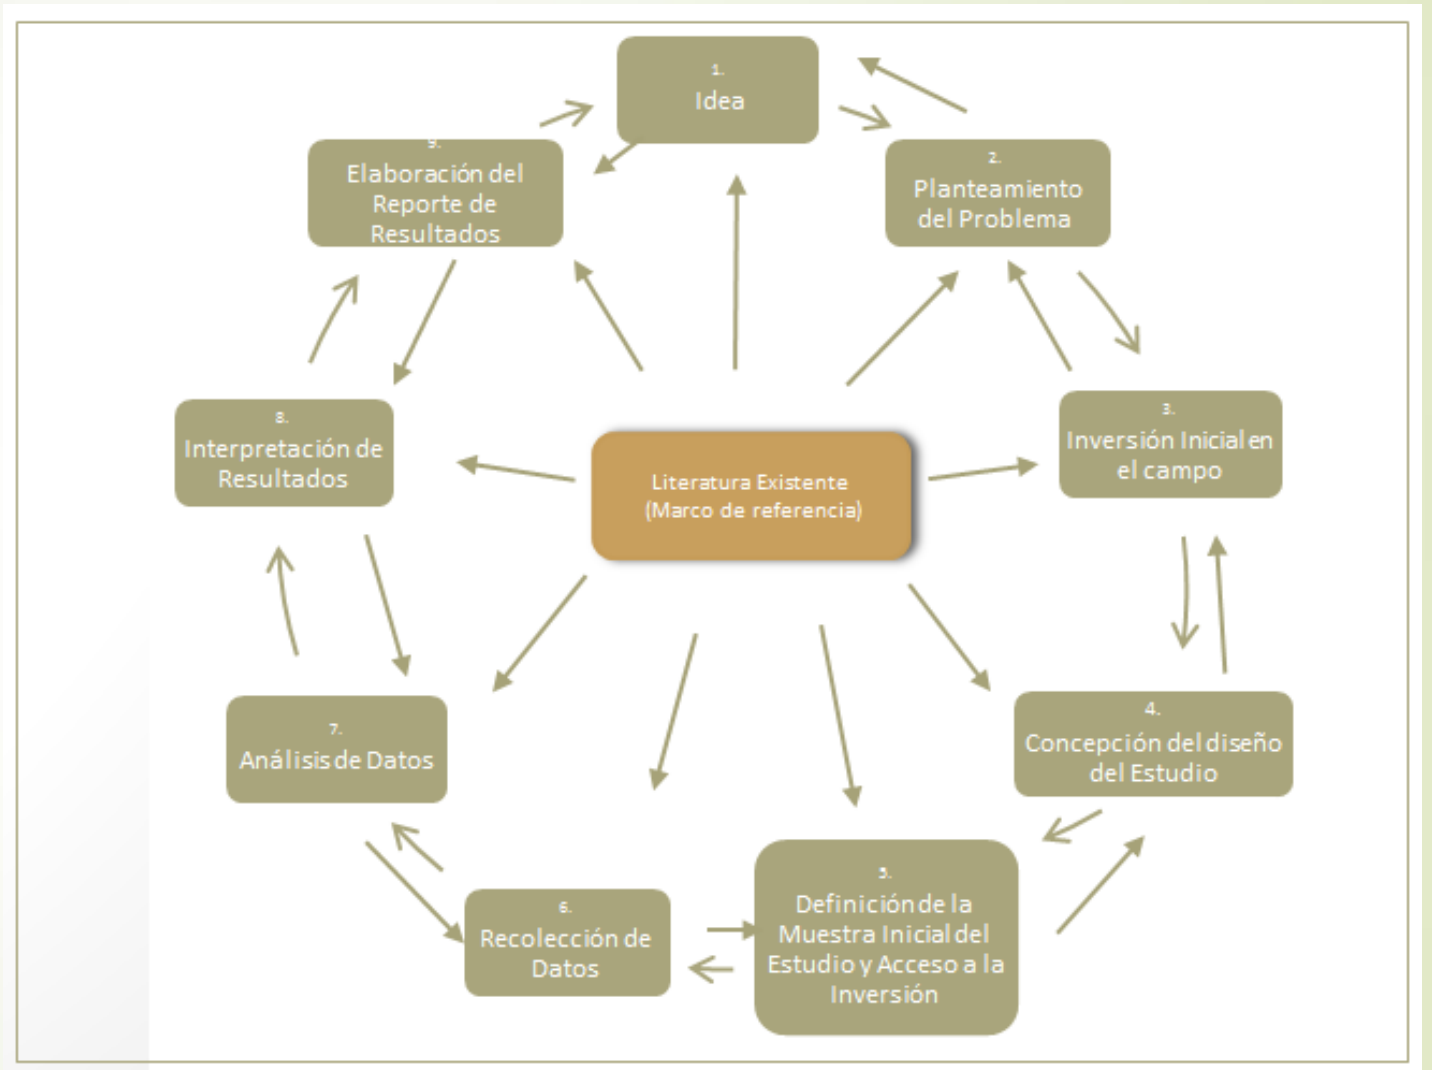 1.
Idea
2.
Planteamiento
del Problema
3.
Inversión Inicial en
el campo
4.
Concepción del diseño
del Estudio
5.
Definición de la
Muestra Inicial del
Estudio y Acceso a la
Inversión
6.
Recolección de
Datos
7.
Análisis de Datos
8.
Interpretación de
Resultados
9.
Elaboración del
Reporte de
Resultados
Literatura Existente
(Marco de referencia)